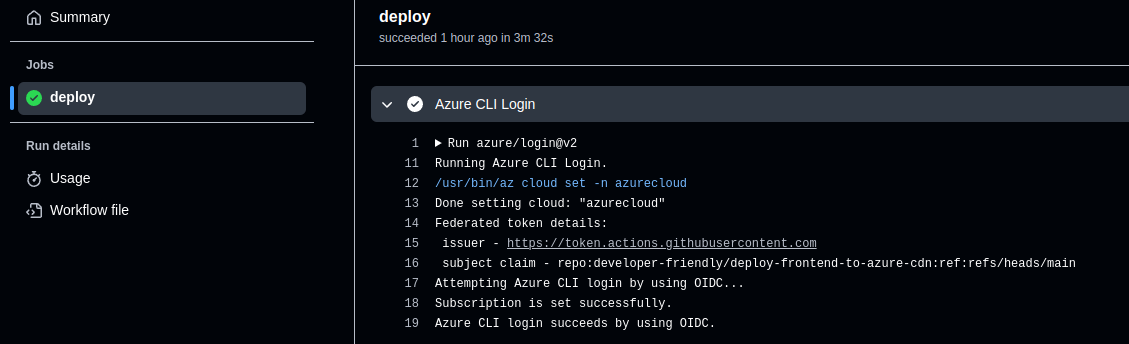 Summary
Jobs
deploy
Run details
Usage
Workflow file
deploy
succeeded 1 hour ago in 3m 32s
Azure CLI Login
1 Run azure/login@v2
11 Running Azure CLI Login.
12 /usr/bin/az cloud set -n azurecloud
13 Done setting cloud: "azurecloud"
14 Federated token details:
15 issuer - https://token.actions.githubusercontent.com
16 subject claim - repo:developer-friendly/deploy-frontend-to-azure-cdn:ref:refs/heads/main
17 Attempting Azure CLI login by using OIDC...
18 Subscription is set successfully.
19 Azure CLI login succeeds by using OIDC.